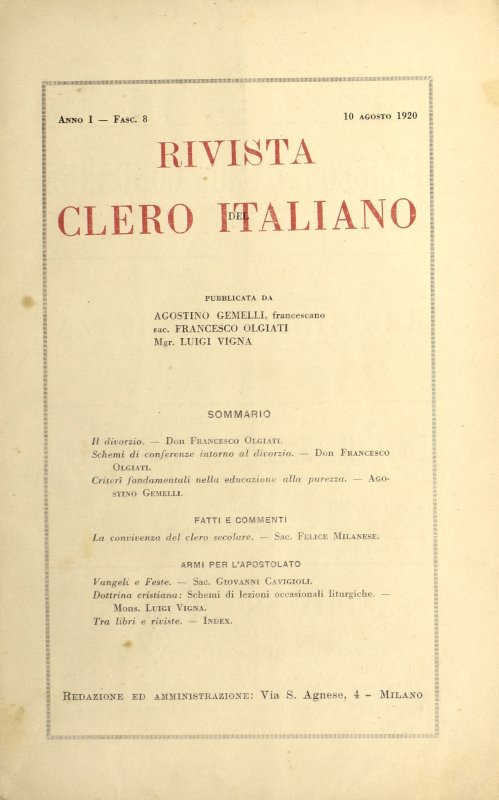 ANNO I — FASC. 8
10 AGOSTO 1920
RIVISTA
DEL
CLERO ITALIANO
PUBBLICATA DA
AGOSTINO GEMELLI, francescano
sac. FRANCESCO OLGIATI
Mgr. LUIGI VIGNA
SOMMARIO
Il divorzio. — DON FRANCESCO OLGIATI.
Schemi di conferenze intorno al divorzio. — DON FRANCESCO
OLGIATI.
Criterî fondamentali nella educazione alla purezza. — AGO-
STINO GEMELLI.
FATTI E COMMENTI
La convivenza del clero secolare. — SAC. FELICE MILANESE.
ARMI PER L'APOSTOLATO
Vangeli e Feste. — SAC. GIOVANNI CAVIGIOLI.
Dottrina cristiana: Schemi di lezioni occasionali liturgiche. —
MONS. LUIGI VIGNA.
Tra libri e riviste. — INDEX.
REDAZIONE ED AMMINISTRAZIONE: VIA S. AGNESE, 4 - MILANO